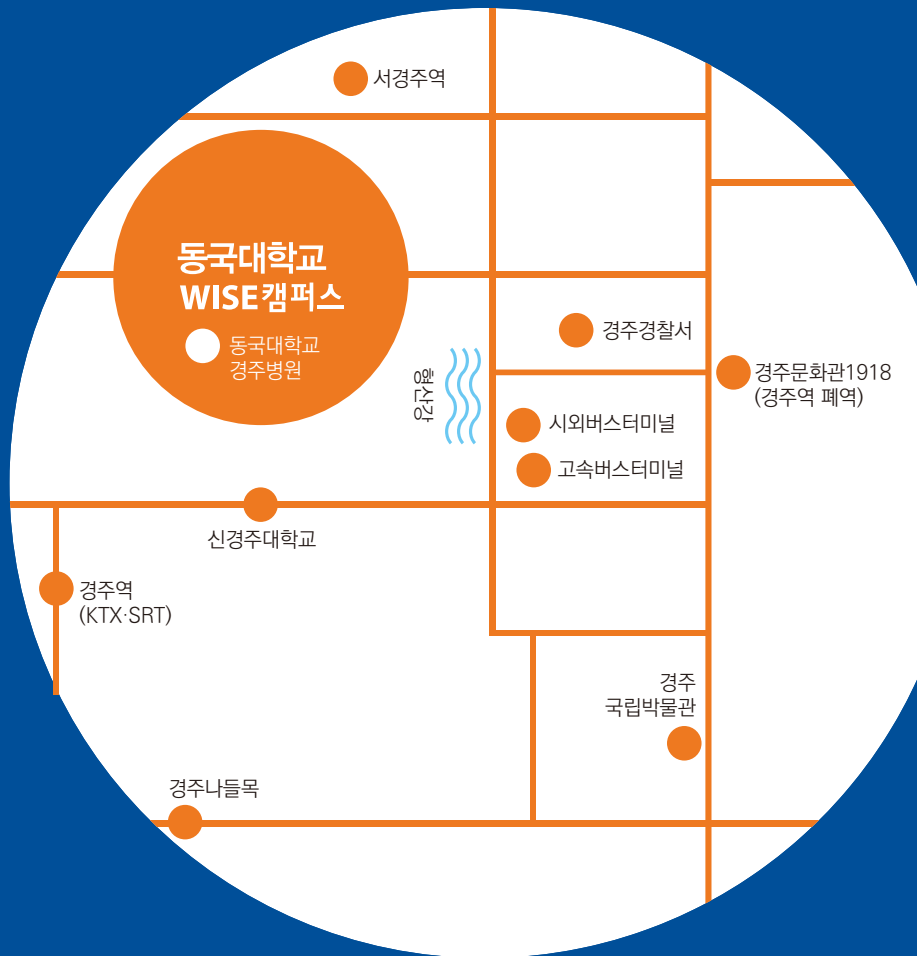 서경주역
동국대학교
WISE캠퍼스
동국대학교
경주병원
경주경찰서
경주문화관1918
(경주역 폐역)
형산강
시외버스터미널
고속버스터미널
신경주대학교
경주역
(KTX·SRT)
경주
국립박물관
경주나들목